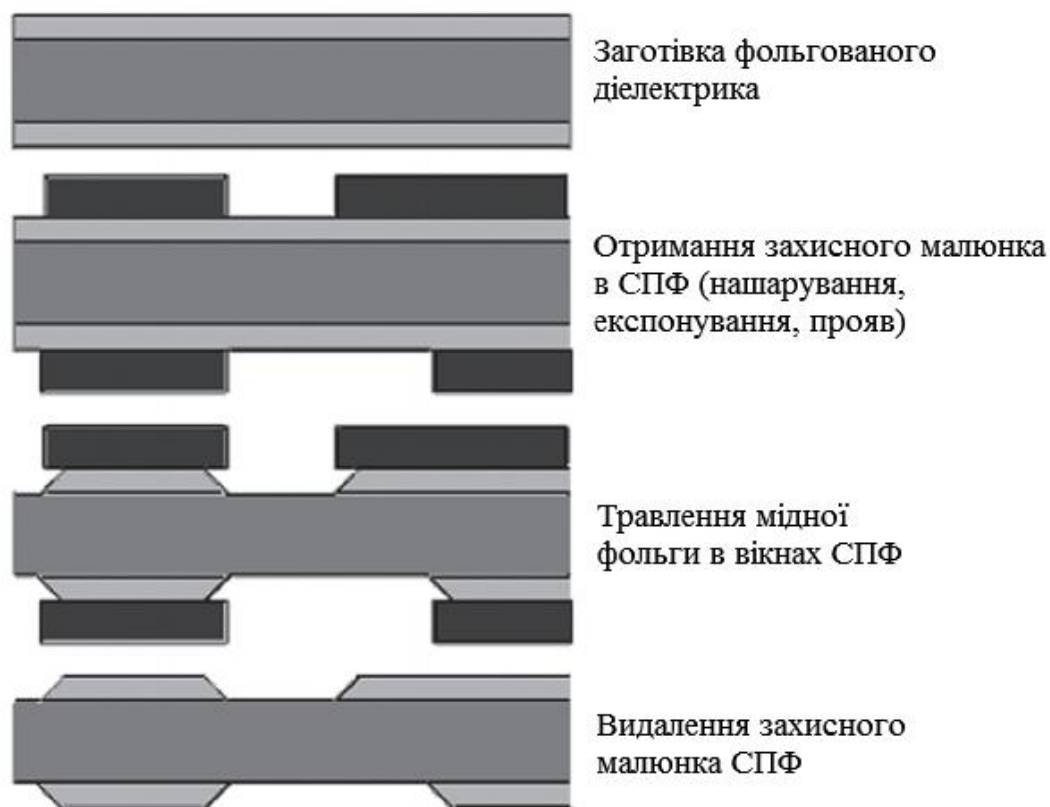 Заготівка фольгованого
діелектрика
Отримання захисного малюнка
в СПФ (нашарування,
експонування, прояв)
Травлення мідної
фольги в вікнах СПФ
Видалення захисного
малюнка СПФ